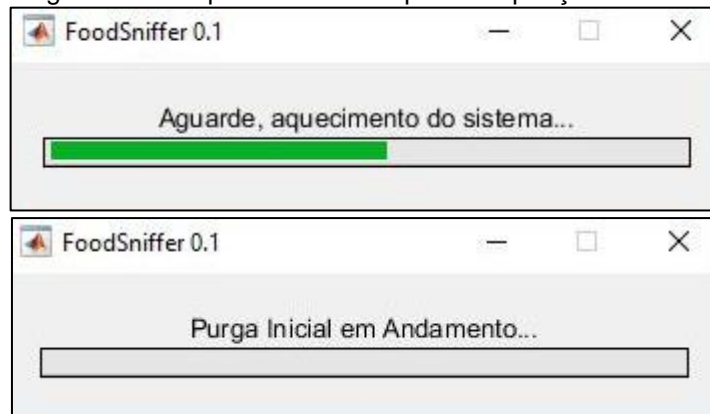 FoodSniffer 0.1
Aguarde, aquecimento do sistema...
FoodSniffer 0.1
Purga Inicial em Andamento...